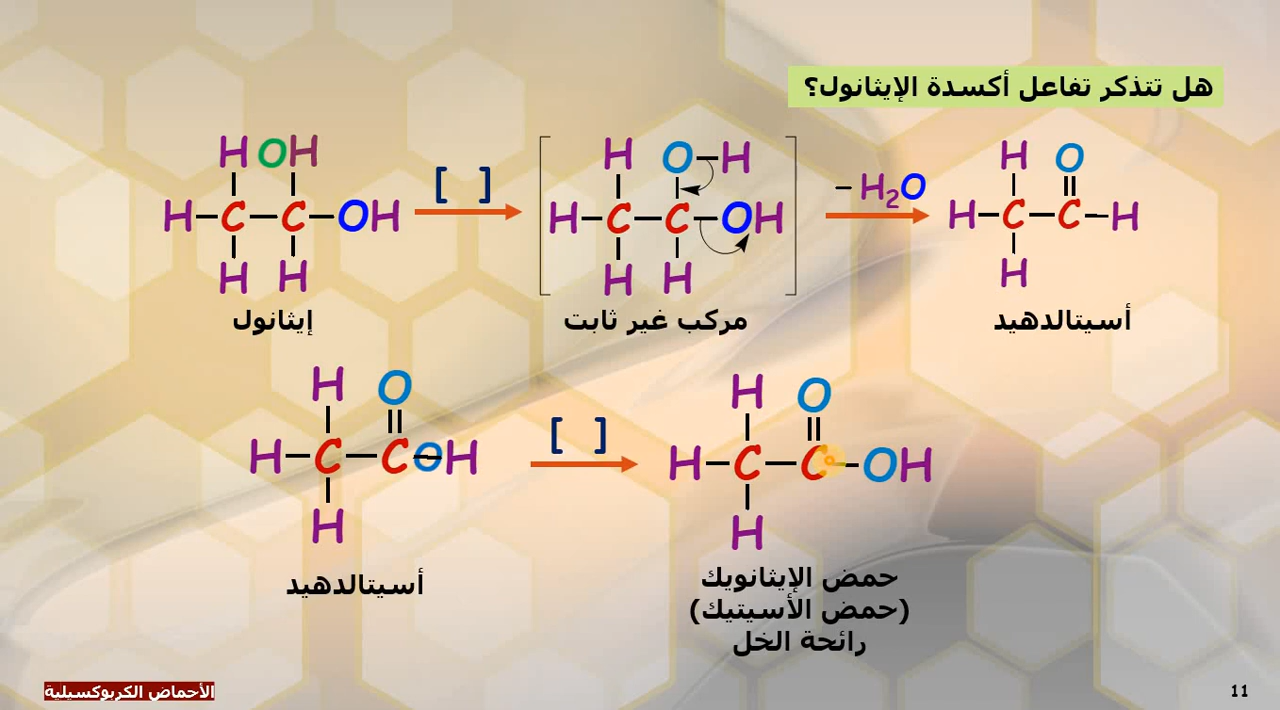 هل تتذكر تفاعل أكسدة الإيثانول؟
H OH H O–H H O
[ ] – H₂O
H–C–C–OH H–C–C–OH H–C–C–H
H H H H H
إيثانول مركب غير ثابت أسيتالدهيد
H O H O
[ ]
H–C–COH H–C–C–OH
H H
أسيتالدهيد
حمض الإيثانويك
(حمض الأسيتيك)
رائحة الخل
الأحماض الكربوكسيلية
11